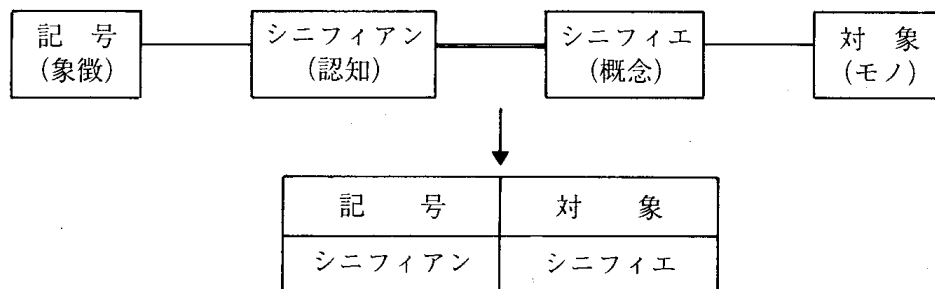 記号 シニフィアン シニフィエ 対象
(象徴) (認知) (概念) (モノ)
記号 対象
シニフィアン シニフィエ